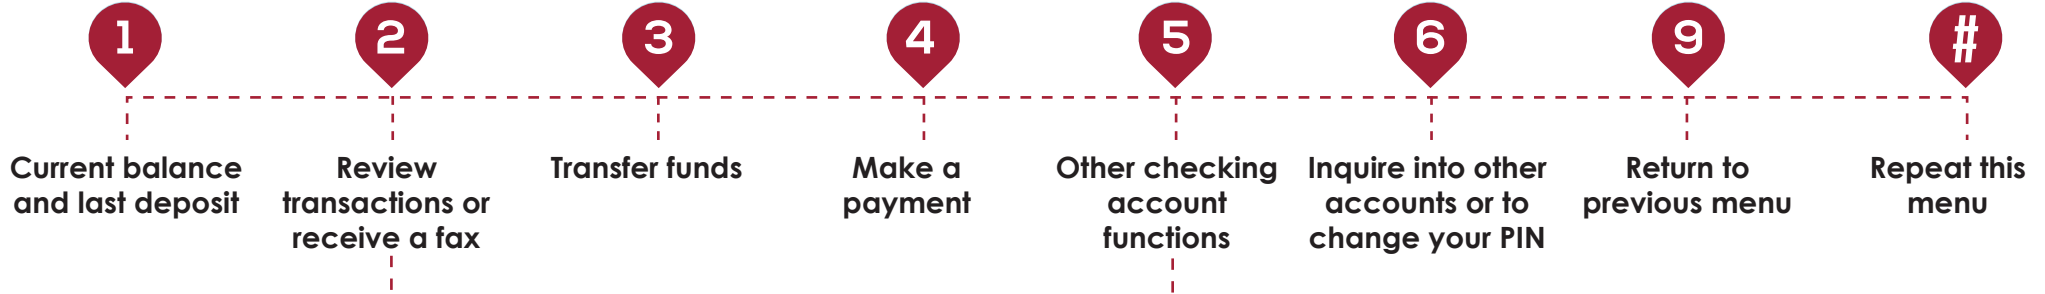 1
Current balance
and last deposit
2
Review
transactions or
receive a fax
3
Transfer funds
4
Make a
payment
5
Other checking
account
functions
6
Inquire into other
accounts or to
change your PIN
9
Return to
previous menu
#
Repeat this
menu